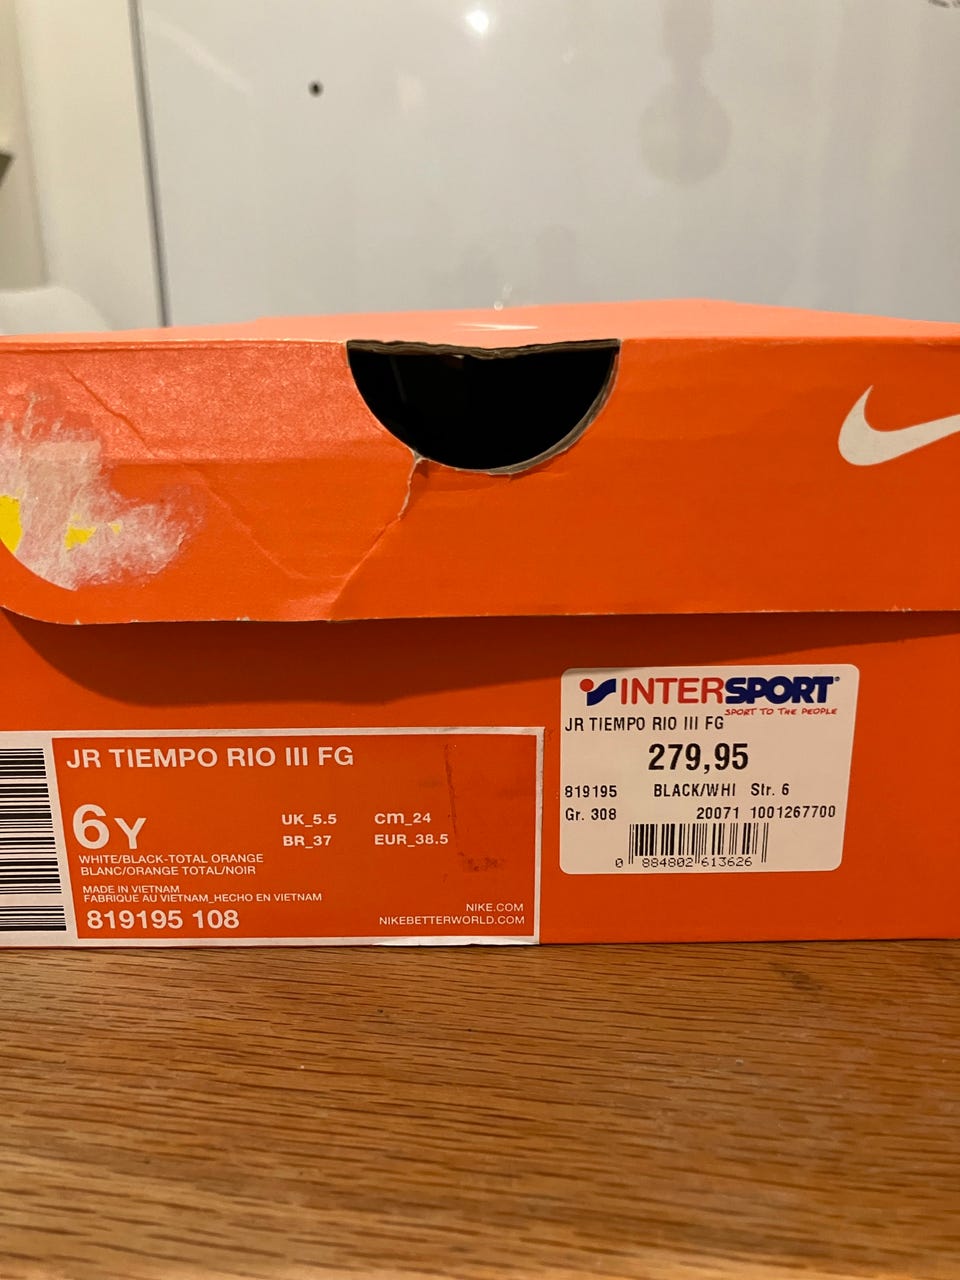 INTERSPORT
SPORT TO THE PEOPLE
JR TIEMPO RIO III FG
279,95
819195 BLACK/WHI Str. 6
Gr. 308 20071 1001267700
0 884802 613626
JR TIEMPO RIO III FG
6Y
UK_5.5 cm_24
BR_37 EUR_38.5
WHITE/BLACK-TOTAL ORANGE
BLANC/ORANGE TOTAL/NOIR
MADE IN VIETNAM
FABRIQUE AU VIETNAM_HECHO EN VIETNAM
819195 108
NIKE.COM
NIKEBETTERWORLD.COM